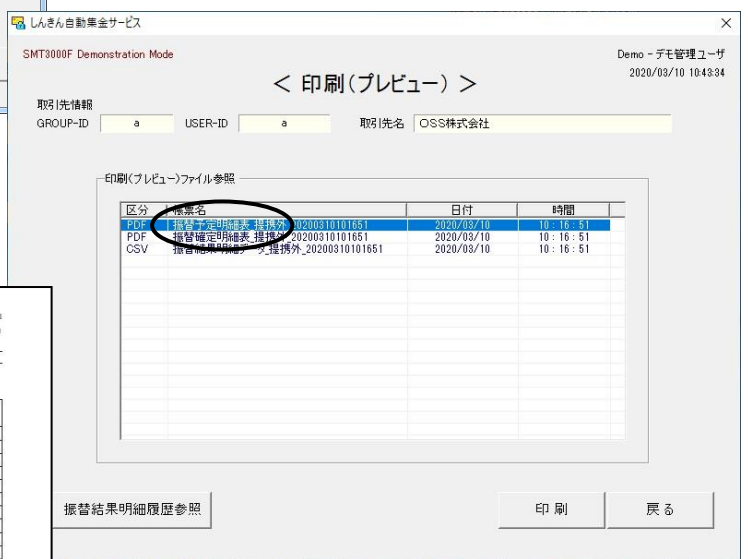 しんきん自動集金サービス
SMT3000F Demonstration Mode
Demo - デモ管理ユーザ
2020/03/10 10:43:34
＜ 印刷（プレビュー） ＞
取引先情報
GROUP-ID a USER-ID a 取引先名 OSS株式会社
印刷(プレビュー)ファイル参照
区分 帳票名 日付 時間
PDF 振替予定明細表_提携外_20200310101651 2020/03/10 10：16：51
PDF 振替確定明細表_提携外_20200310101651 2020/03/10 10：16：51
CSV 振替結果明細データ_提携外_20200310101651 2020/03/10 10：16：51
振替結果明細履歴参照 印 刷 戻 る